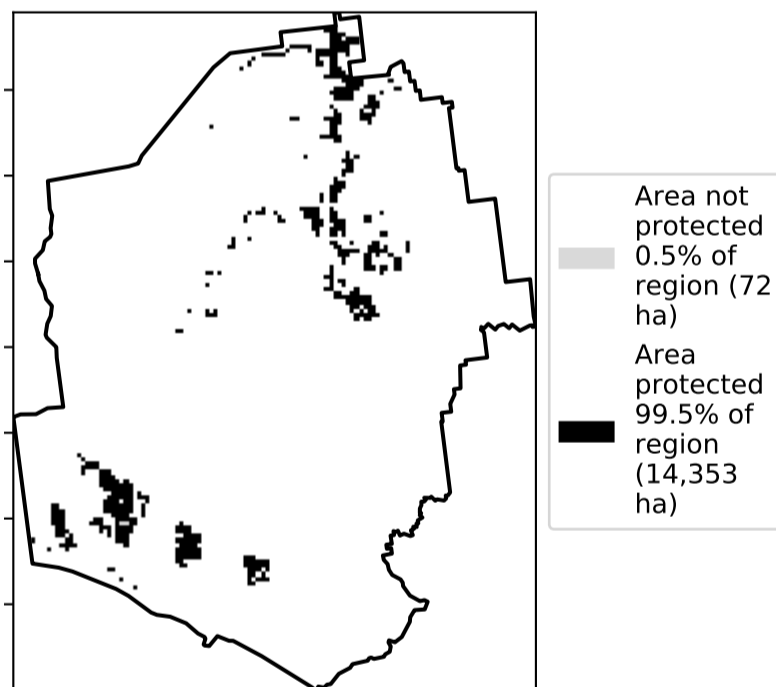 Area not
protected
0.5% of
region (72
ha)
Area
protected
99.5% of
region
(14,353
ha)